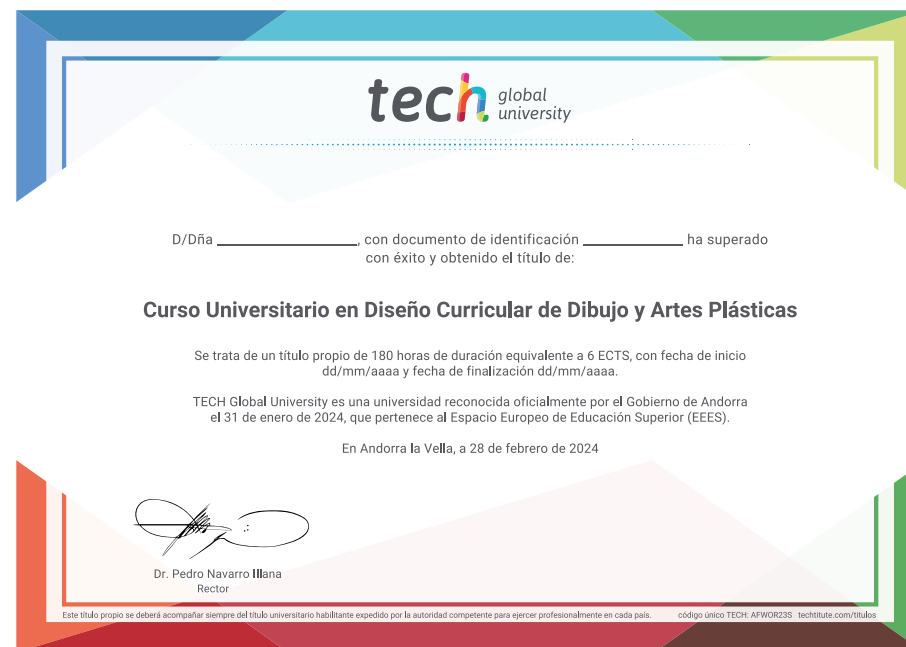 tech global university
D/Dña ______________, con documento de identificación __________ ha superado
con éxito y obtenido el título de:
Curso Universitario en Diseño Curricular de Dibujo y Artes Plásticas
Se trata de un título propio de 180 horas de duración equivalente a 6 ECTS, con fecha de inicio
dd/mm/aaaa y fecha de finalización dd/mm/aaaa.
TECH Global University es una universidad reconocida oficialmente por el Gobierno de Andorra
el 31 de enero de 2024, que pertenece al Espacio Europeo de Educación Superior (EEES).
En Andorra la Vella, a 28 de febrero de 2024
Dr. Pedro Navarro Illana
Rector
Este título propio se deberá acompañar siempre del título universitario habilitante expedido por la autoridad competente para ejercer profesionalmente en cada país. código único TECH: AFWOR23S techtitute.com/titulos